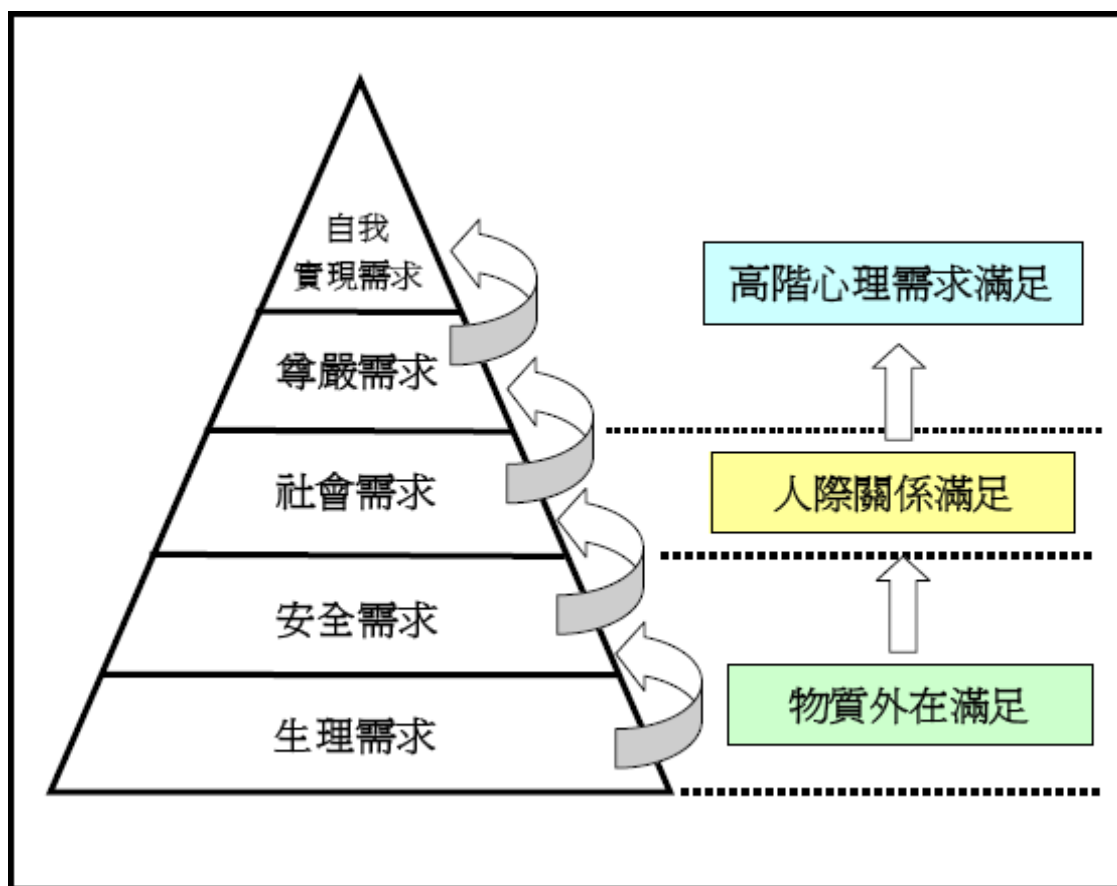 自我
實現需求
尊嚴需求
社會需求
安全需求
生理需求
高階心理需求滿足
人際關係滿足
物質外在滿足